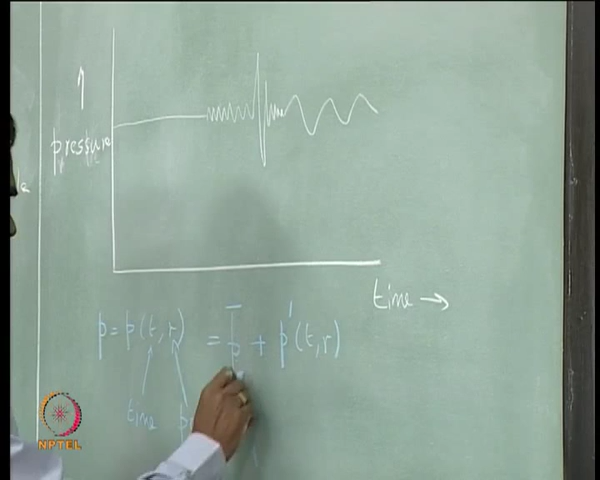 ↑
pressure
time →
p = p(t, r) = p̄ + p'(t, r)
time
NPTEL